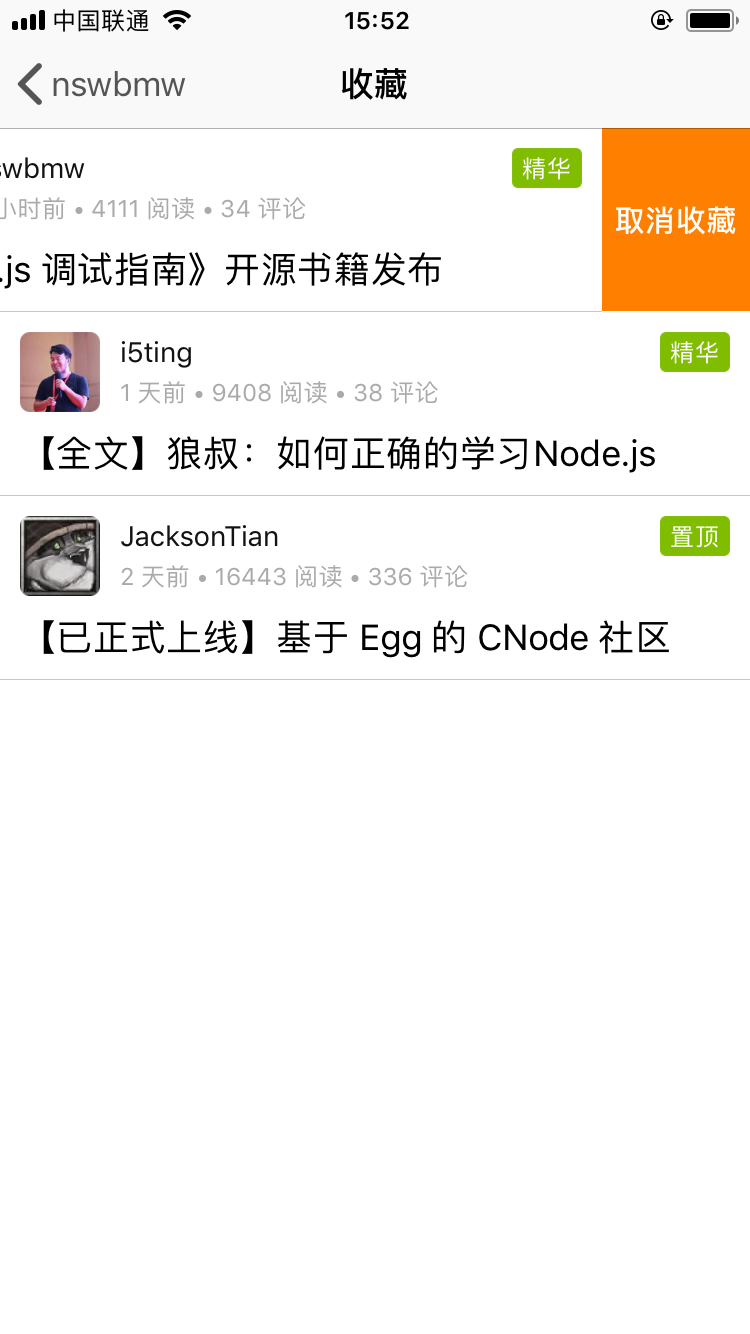 中国联通
15:52
nswbmw
收藏
swbmw
精华
小时前 • 4111 阅读 • 34 评论
.js 调试指南》开源书籍发布
取消收藏
i5ting
精华
1 天前 • 9408 阅读 • 38 评论
【全文】狼叔：如何正确的学习Node.js
JacksonTian
置顶
2 天前 • 16443 阅读 • 336 评论
【已正式上线】基于 Egg 的 CNode 社区